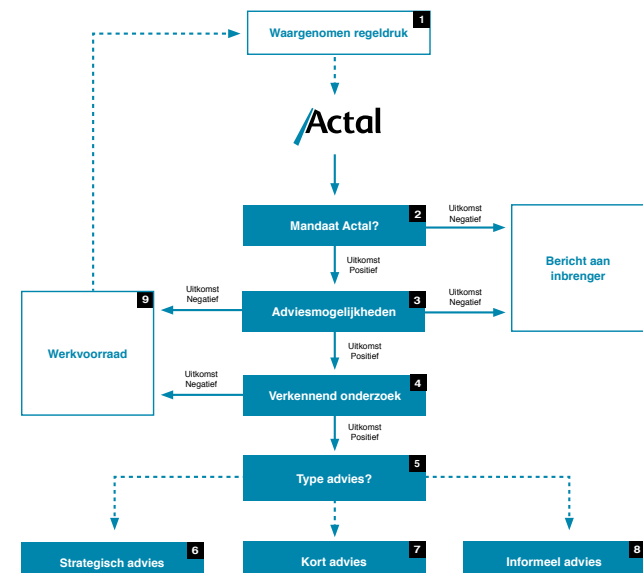 1
Waargenomen regeldruk
Actal
2
Mandaat Actal?
Uitkomst
Negatief
Bericht aan
inbrenger
Uitkomst
Positief
9
Werkvoorraad
Uitkomst
Negatief
3
Adviesmogelijkheden
Uitkomst
Negatief
Uitkomst
Positief
Uitkomst
Negatief
4
Verkennend onderzoek
Uitkomst
Positief
5
Type advies?
6
Strategisch advies
7
Kort advies
8
Informeel advies